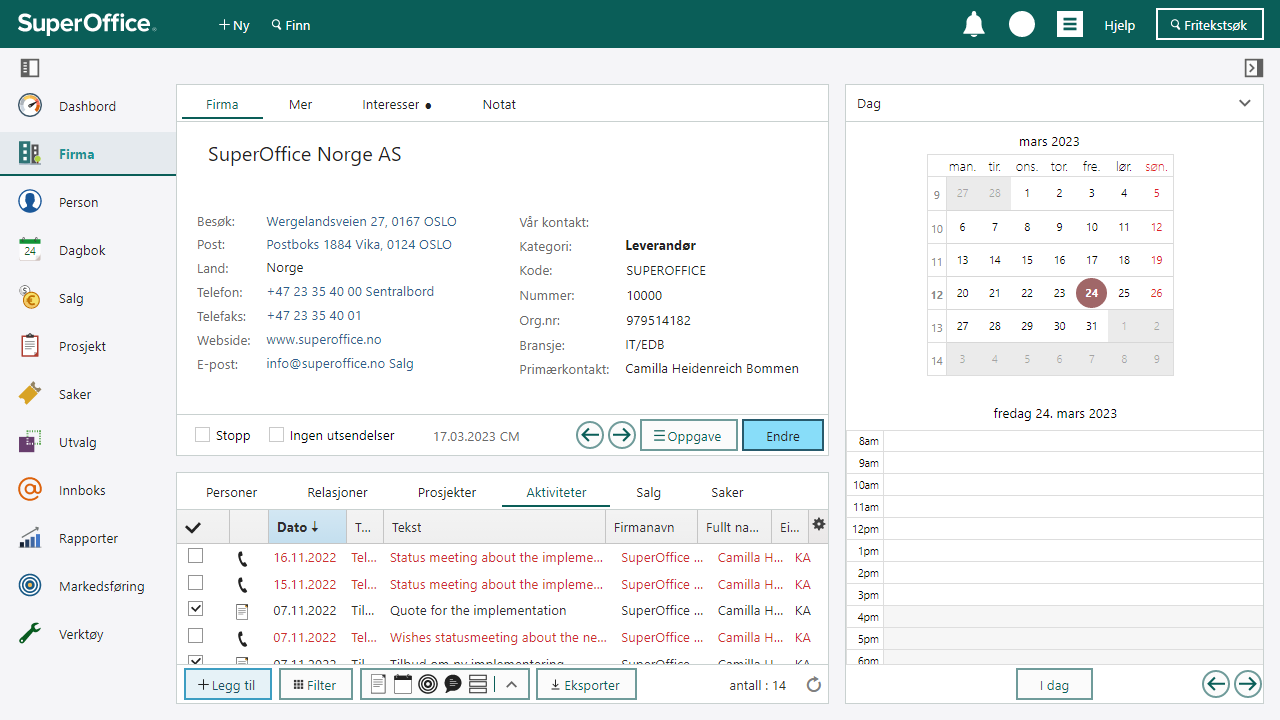 SuperOffice
Ny
Finn
Hjelp
Fritekstsøk
Dashbord
Firma
Person
24
Dagbok
Salg
Prosjekt
Saker
Utvalg
Innboks
Rapporter
Markedsføring
Verktøy
Firma Mer Interesser ● Notat
SuperOffice Norge AS
Besøk: Wergelandsveien 27, 0167 OSLO
Post: Postboks 1884 Vika, 0124 OSLO
Land: Norge
Telefon: +47 23 35 40 00 Sentralbord
Telefaks: +47 23 35 40 01
Webside: www.superoffice.no
E-post: info@superoffice.no Salg
Vår kontakt:
Kategori: Leverandør
Kode: SUPEROFFICE
Nummer: 10000
Org.nr: 979514182
Bransje: IT/EDB
Primærkontakt: Camilla Heidenreich Bommen
Stopp Ingen utsendelser 17.03.2023 CM Oppgave Endre
Personer Relasjoner Prosjekter Aktiviteter Salg Saker
Dato ↓ T... Tekst Firmanavn Fullt na... Ei...
16.11.2022 Tel... Status meeting about the impleme... SuperOffice ... Camilla H... KA
15.11.2022 Tel... Status meeting about the impleme... SuperOffice ... Camilla H... KA
07.11.2022 Til... Quote for the implementation SuperOffice ... Camilla H... KA
07.11.2022 Tel... Wishes statusmeeting about the ne... SuperOffice ... Camilla H... KA
07.11.2022 Til... Tilbud om ny implementering SuperOffice ... Camilla H... KA
Legg til Filter Eksporter antall : 14
Dag
mars 2023
man. tir. ons. tor. fre. lør. søn.
9 27 28 1 2 3 4 5
10 6 7 8 9 10 11 12
11 13 14 15 16 17 18 19
12 20 21 22 23 24 25 26
13 27 28 29 30 31 1 2
14 3 4 5 6 7 8 9
fredag 24. mars 2023
8am
9am
10am
11am
12pm
1pm
2pm
3pm
4pm
5pm
6pm
I dag